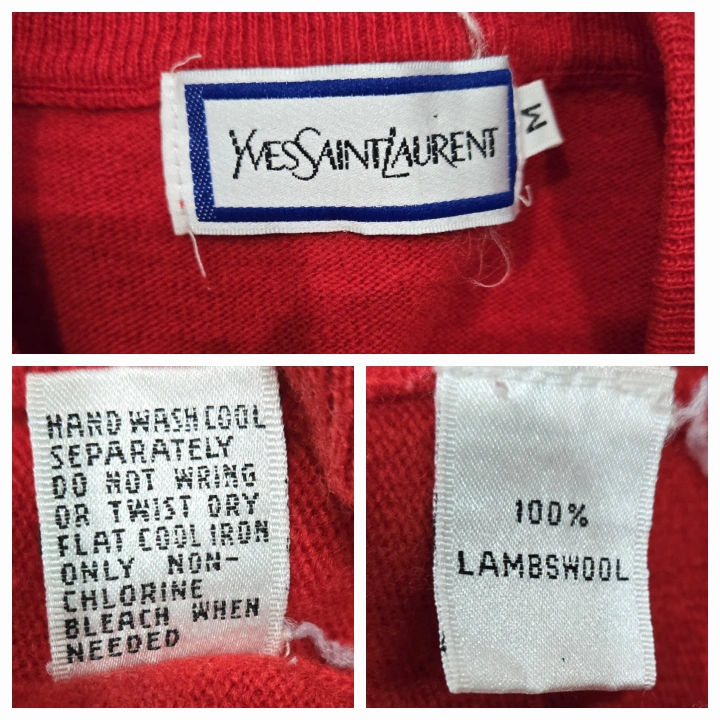 YVESSAINTLAURENT
M
HAND WASH COOL
SEPARATELY
DO NOT WRING
OR TWIST DRY
FLAT COOL IRON
ONLY NON-
CHLORINE
BLEACH WHEN
NEEDED
100%
LAMBSWOOL